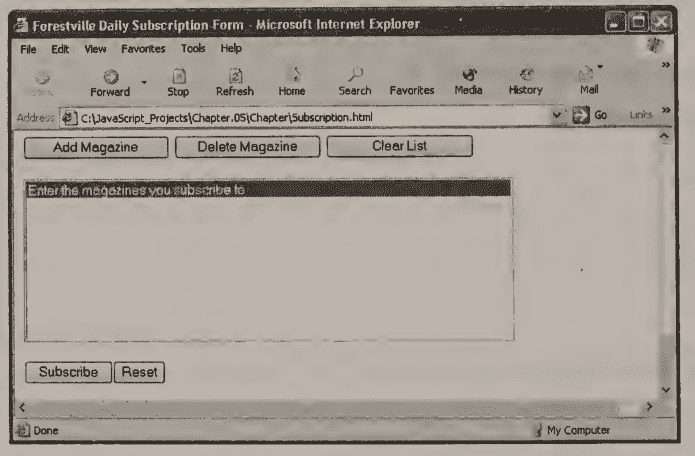 Forestville Daily Subscription Form - Microsoft Internet Explorer
File Edit View Favorites Tools Help
Forward Stop Refresh Home Search Favorites Media History Mail »
Address C:\JavaScript_Projects\Chapter.05\Chapter\Subscription.html Go Links »
Add Magazine Delete Magazine Clear List
Enter the magazines you subscribe to
Subscribe Reset
Done My Computer